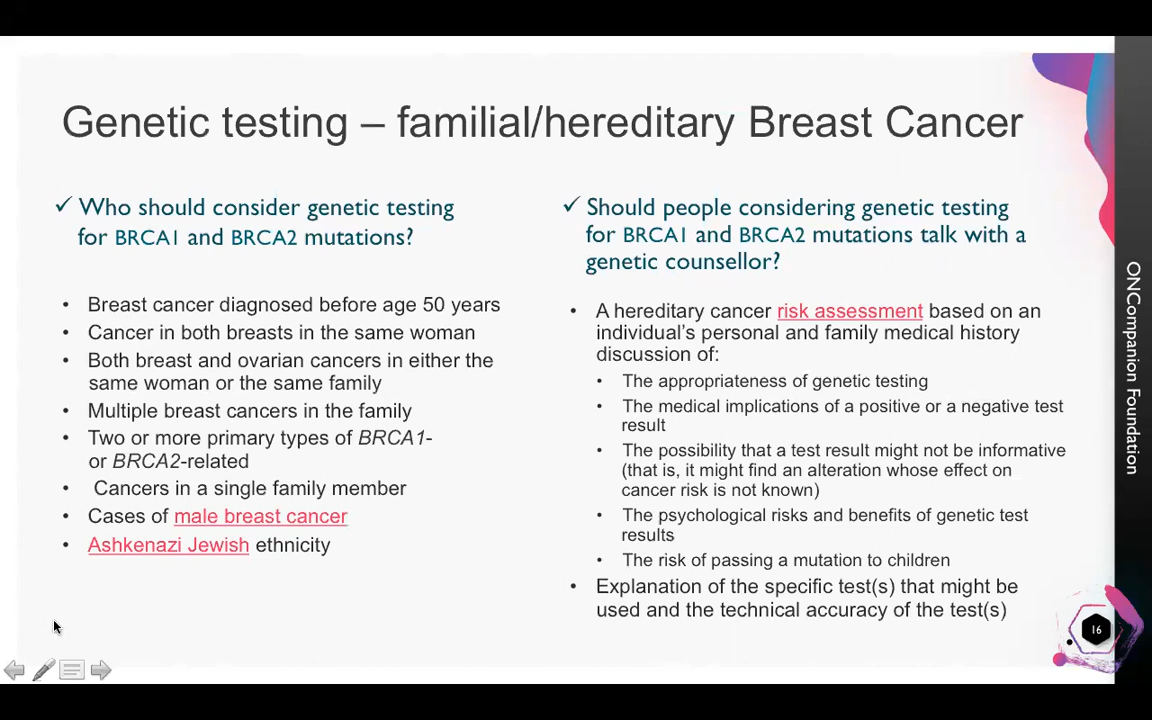 Genetic testing – familial/hereditary Breast Cancer
✓ Who should consider genetic testing
for BRCA1 and BRCA2 mutations?
• Breast cancer diagnosed before age 50 years
• Cancer in both breasts in the same woman
• Both breast and ovarian cancers in either the
same woman or the same family
• Multiple breast cancers in the family
• Two or more primary types of BRCA1-
or BRCA2-related
• Cancers in a single family member
• Cases of male breast cancer
• Ashkenazi Jewish ethnicity
✓ Should people considering genetic testing
for BRCA1 and BRCA2 mutations talk with a
genetic counsellor?
• A hereditary cancer risk assessment based on an
individual’s personal and family medical history
discussion of:
• The appropriateness of genetic testing
• The medical implications of a positive or a negative test
result
• The possibility that a test result might not be informative
(that is, it might find an alteration whose effect on
cancer risk is not known)
• The psychological risks and benefits of genetic test
results
• The risk of passing a mutation to children
• Explanation of the specific test(s) that might be
used and the technical accuracy of the test(s)
ONCompanion Foundation
16